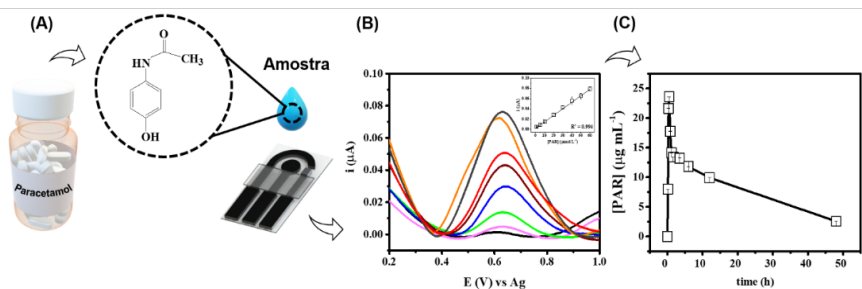 (A)
O
HN
CH3
OH
Paracetamol
Amostra
(B)
i (μA)
0.10
0.08
0.06
0.04
0.02
0.00
0.2 0.4 0.6 0.8 1.0
E (V) vs Ag
i (μA)
[PAR] (μmol L-1)
R² = 0.994
(C)
[PAR] (μg mL-1)
25
20
15
10
5
0
0 10 20 30 40 50
time (h)